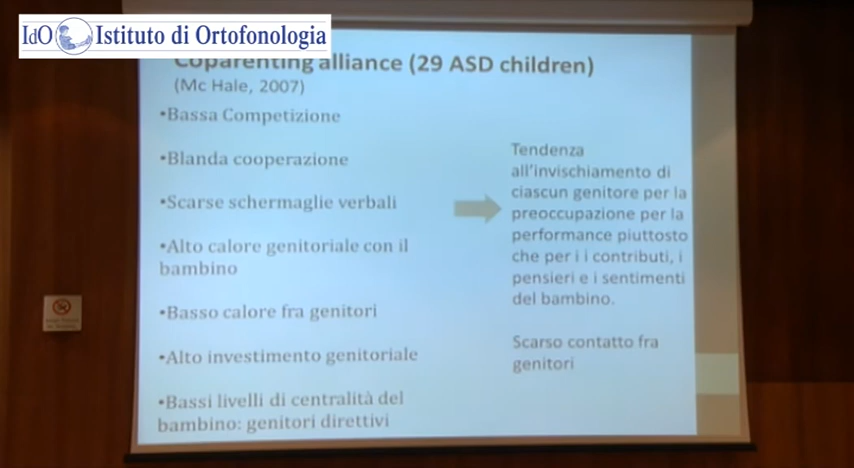 IdO Istituto di Ortofonologia
Coparenting alliance (29 ASD children)
(Mc Hale, 2007)
•Bassa Competizione
•Blanda cooperazione
•Scarse schermaglie verbali
•Alto calore genitoriale con il
bambino
•Basso calore fra genitori
•Alto investimento genitoriale
•Bassi livelli di centralità del
bambino: genitori direttivi
Tendenza
all'invischiamento di
ciascun genitore per la
preoccupazione per la
performance piuttosto
che per i i contributi, i
pensieri e i sentimenti
del bambino.
Scarso contatto fra
genitori